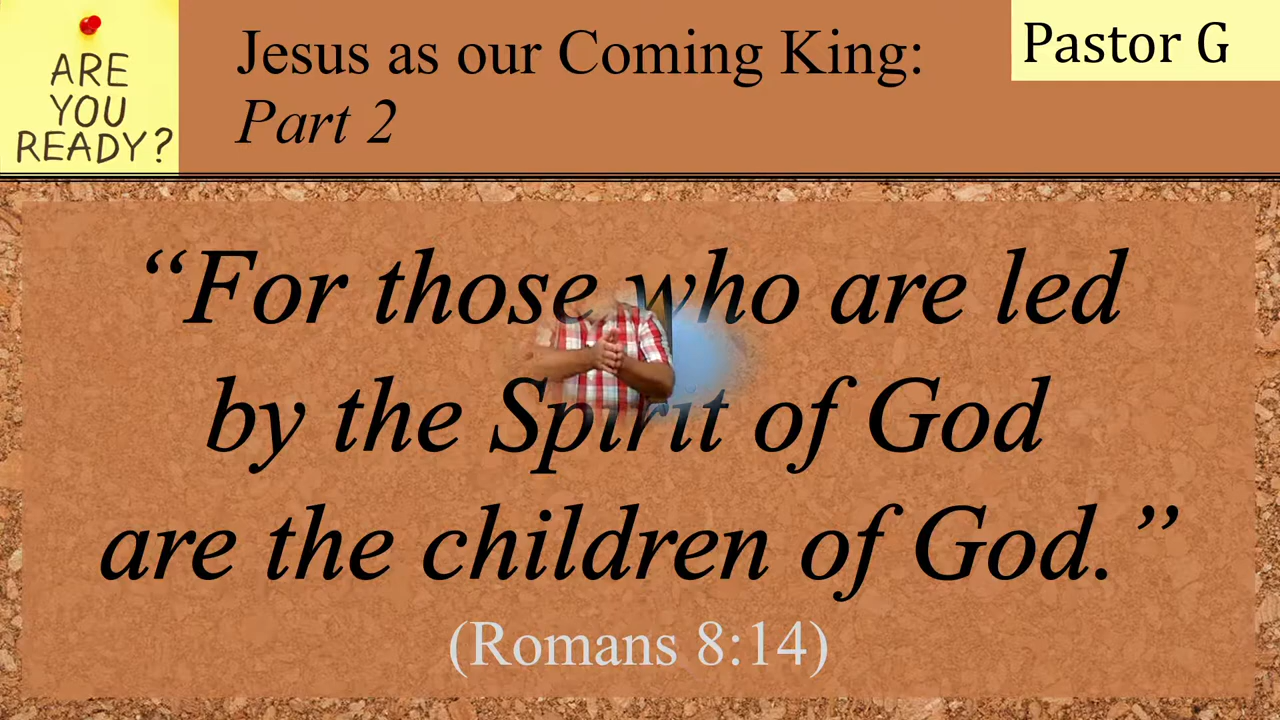 ARE
YOU
READY?
Jesus as our Coming King:
Part 2
Pastor G
“For those who are led
by the Spirit of God
are the children of God.”
(Romans 8:14)